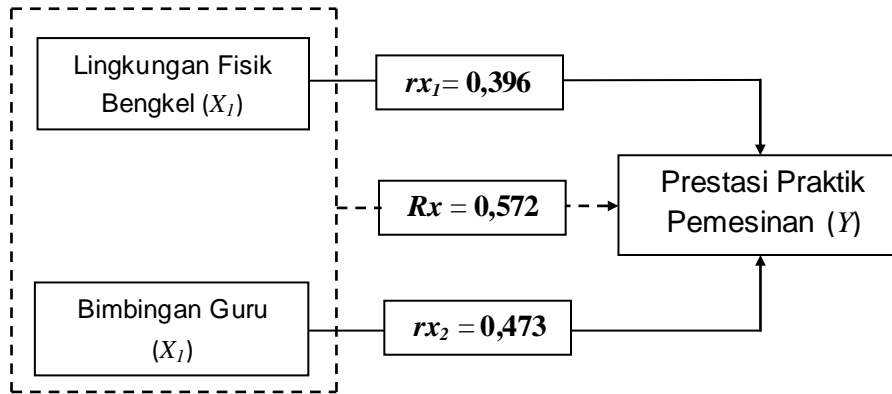 Lingkungan Fisik
Bengkel (X1)
rx1= 0,396
Rx = 0,572
Prestasi Praktik
Pemesinan (Y)
Bimbingan Guru
(X1)
rx2 = 0,473